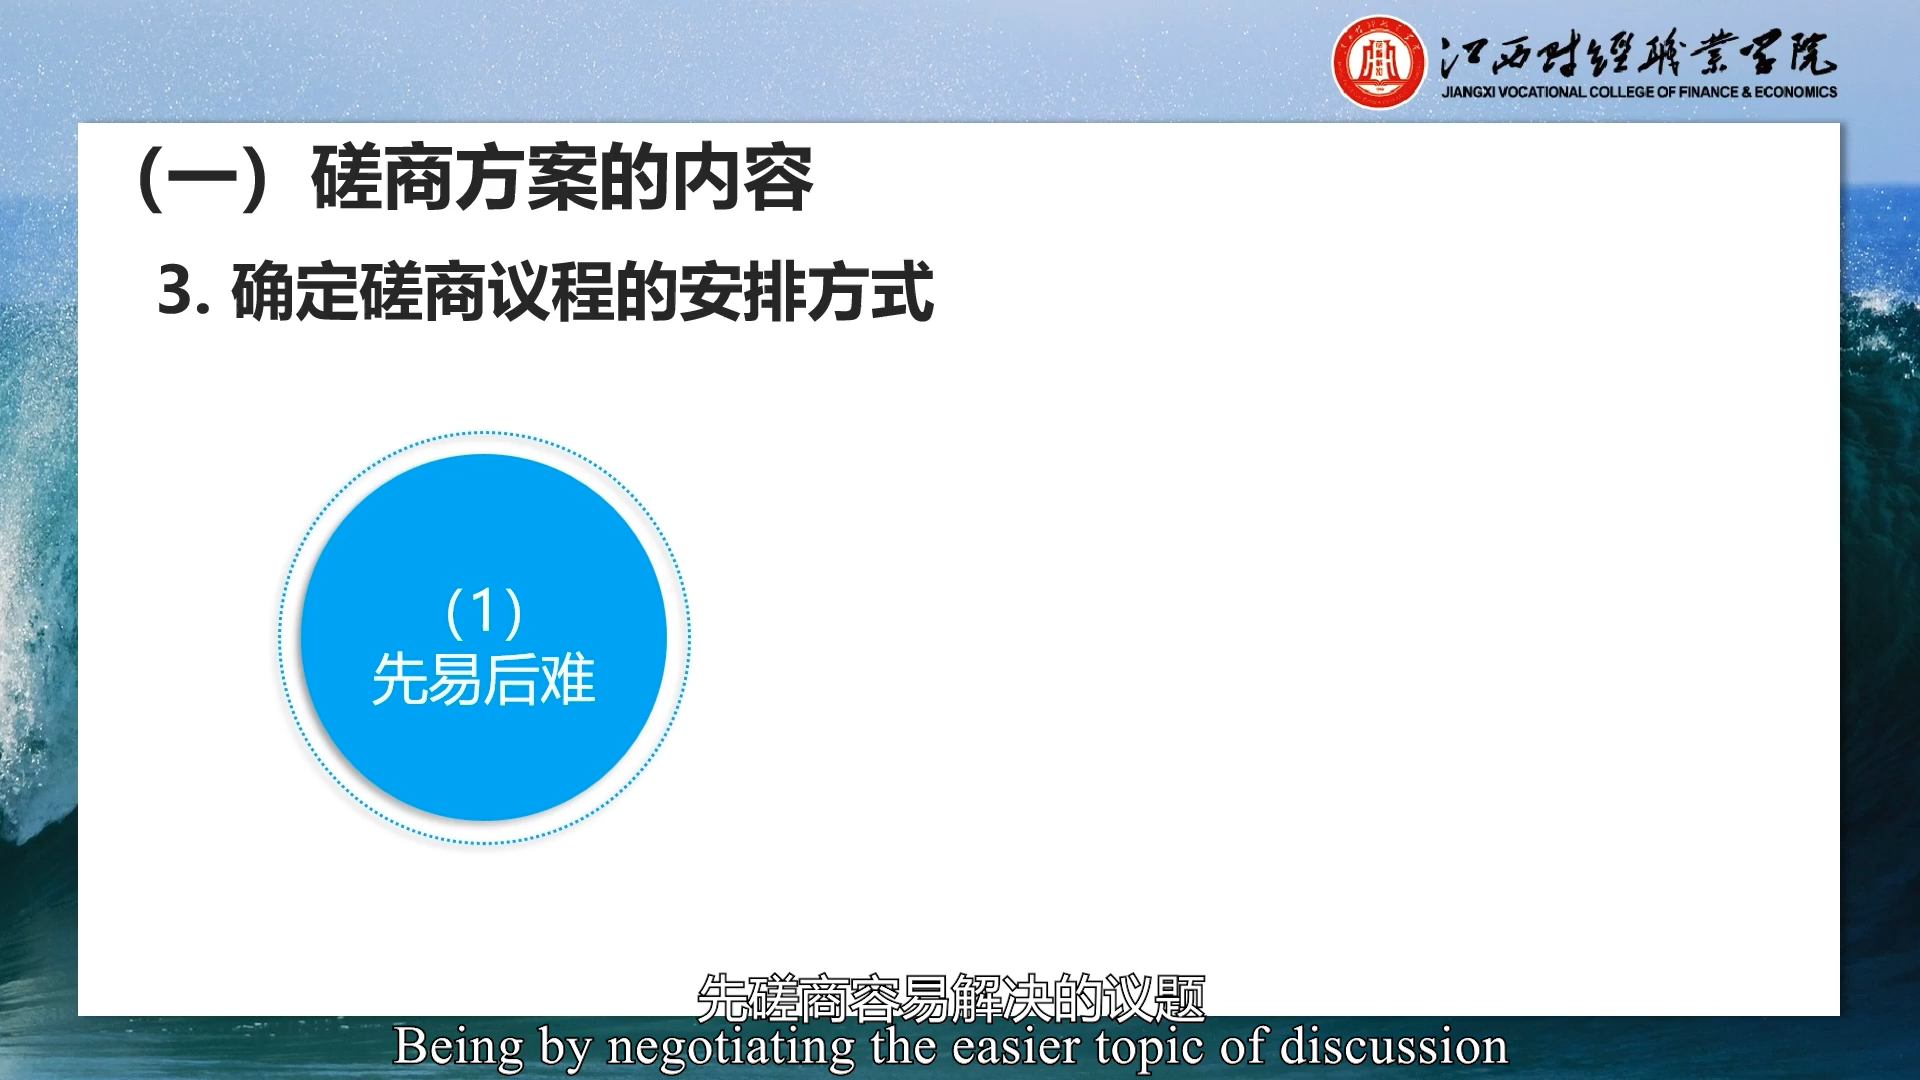 江西财经职业学院
JIANGXI VOCATIONAL COLLEGE OF FINANCE & ECONOMICS
（一）磋商方案的内容
3. 确定磋商议程的安排方式
（1）
先易后难
先磋商容易解决的议题
Being by negotiating the easier topic of discussion